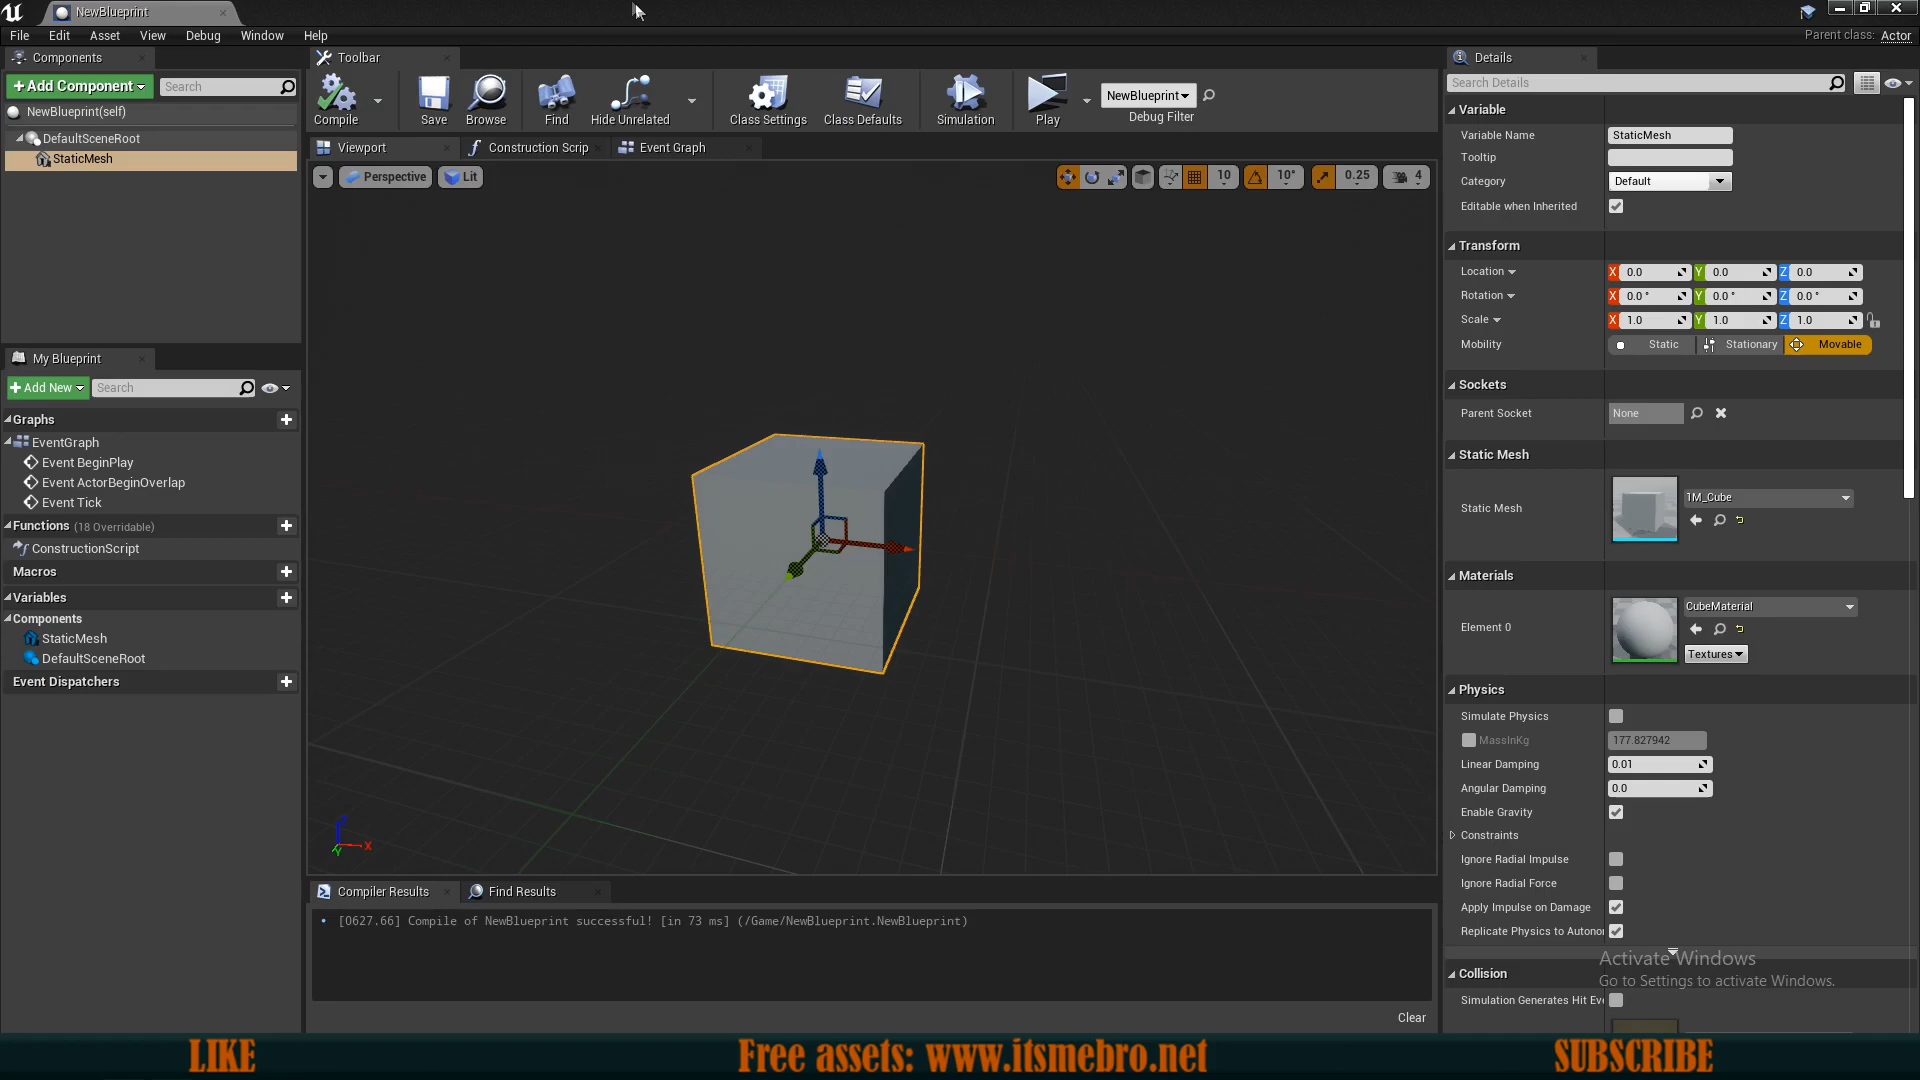 NewBlueprint
File Edit Asset View Debug Window Help
Parent class: Actor
Components
+ Add Component
Search
NewBlueprint(self)
DefaultSceneRoot
StaticMesh
My Blueprint
+ Add New
Search
Graphs
EventGraph
Event BeginPlay
Event ActorBeginOverlap
Event Tick
Functions (18 Overridable)
ConstructionScript
Macros
Variables
Components
StaticMesh
DefaultSceneRoot
Event Dispatchers
Toolbar
Compile Save Browse Find Hide Unrelated Class Settings Class Defaults Simulation Play
NewBlueprint
Debug Filter
Viewport Construction Scrip Event Graph
Perspective Lit
10 10° 0.25 4
Z
X
Y
Compiler Results Find Results
[0627.66] Compile of NewBlueprint successful! [in 73 ms] (/Game/NewBlueprint.NewBlueprint)
Clear
Details
Search Details
Variable
Variable Name StaticMesh
Tooltip
Category Default
Editable when Inherited
Transform
Location X 0.0 Y 0.0 Z 0.0
Rotation X 0.0 ° Y 0.0 ° Z 0.0 °
Scale X 1.0 Y 1.0 Z 1.0
Mobility Static Stationary Movable
Sockets
Parent Socket None
Static Mesh
Static Mesh 1M_Cube
Materials
Element 0 CubeMaterial
Textures
Physics
Simulate Physics
MassInKg 177.827942
Linear Damping 0.01
Angular Damping 0.0
Enable Gravity
Constraints
Ignore Radial Impulse
Ignore Radial Force
Apply Impulse on Damage
Replicate Physics to Autonor
Activate Windows
Go to Settings to activate Windows.
Collision
Simulation Generates Hit Eve
LIKE
Free assets: www.itsmebro.net
SUBSCRIBE